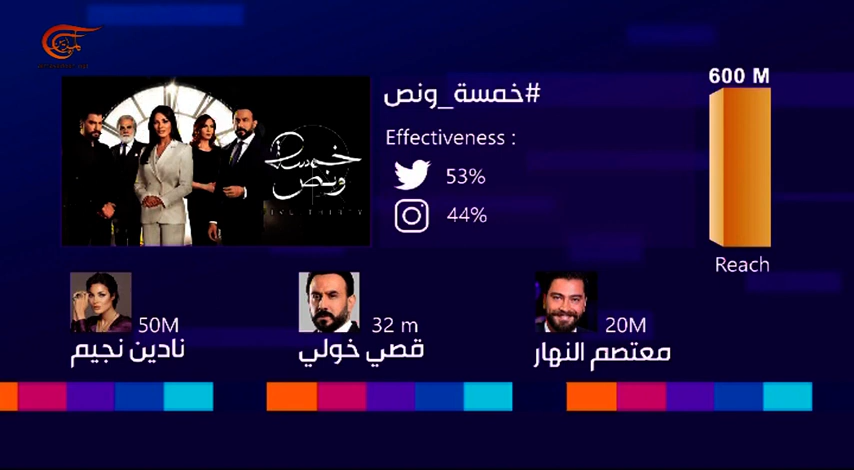 #خمسة_ونص
600 M
Effectiveness :
53%
44%
خمسة
ونص
Reach
50M
نادين نجيم
32 m
قصي خولي
20M
معتصم النهار